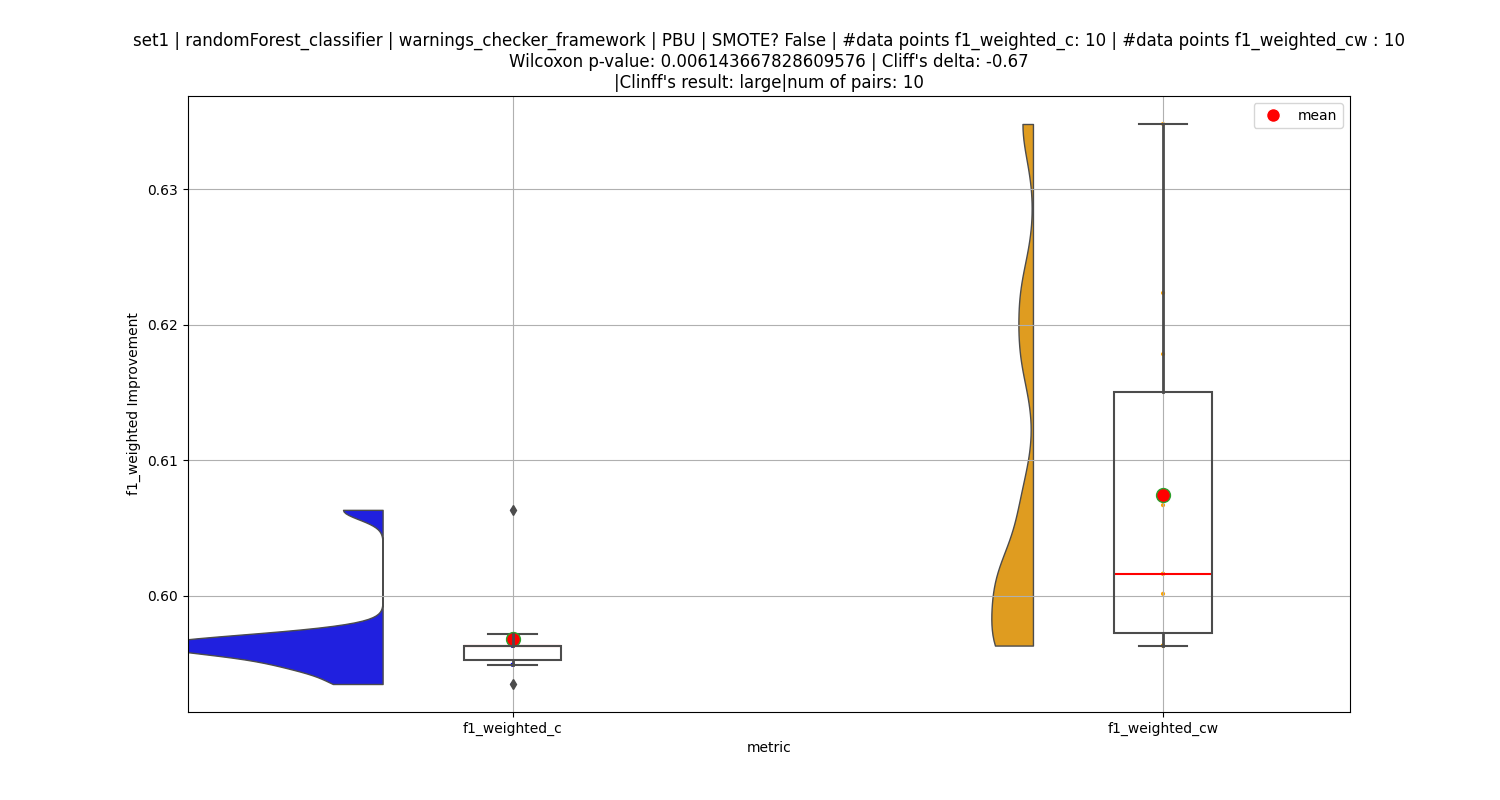 set1 | randomForest_classifier | warnings_checker_framework | PBU | SMOTE? False | #data points f1_weighted_c: 10 | #data points f1_weighted_cw : 10
Wilcoxon p-value: 0.006143667828609576 | Cliff's delta: -0.67
|Clinff's result: large|num of pairs: 10
mean
0.63
0.62
0.61
0.60
f1_weighted Improvement
f1_weighted_c
f1_weighted_cw
metric